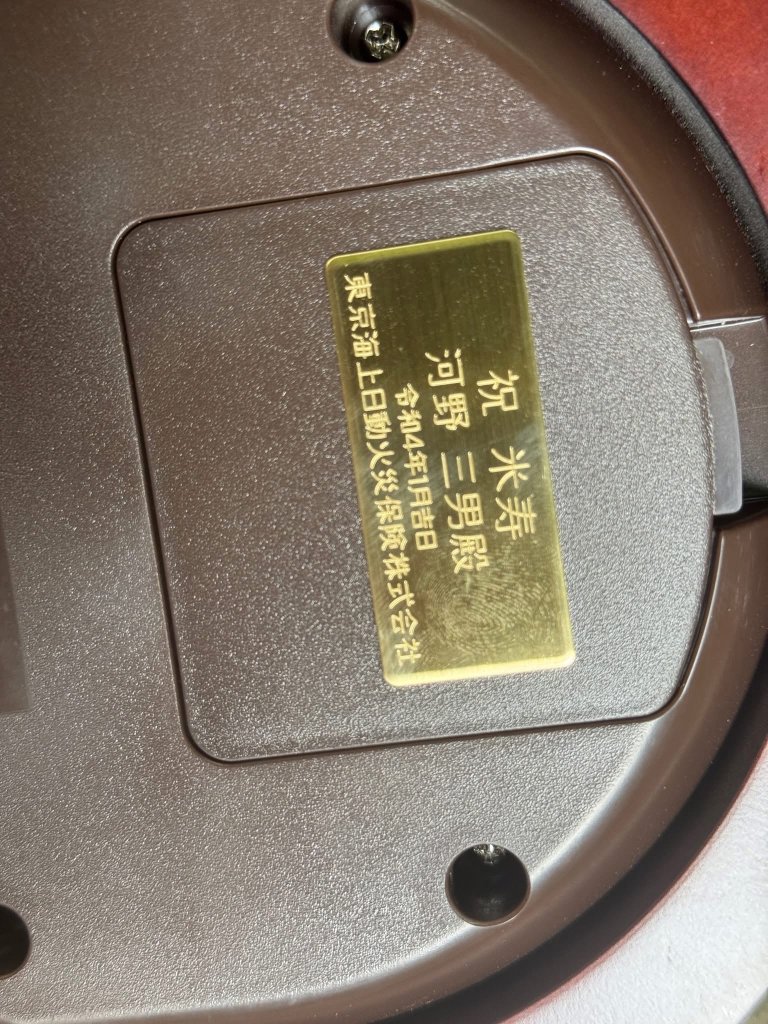 祝 米寿
河野 三男殿
令和4年1月吉日
東京海上日動火災保険株式会社